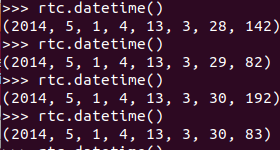 >>> rtc.datetime()
(2014, 5, 1, 4, 13, 3, 28, 142)
>>> rtc.datetime()
(2014, 5, 1, 4, 13, 3, 29, 82)
>>> rtc.datetime()
(2014, 5, 1, 4, 13, 3, 30, 192)
>>> rtc.datetime()
(2014, 5, 1, 4, 13, 3, 30, 83)
>>> rtc.datetime()